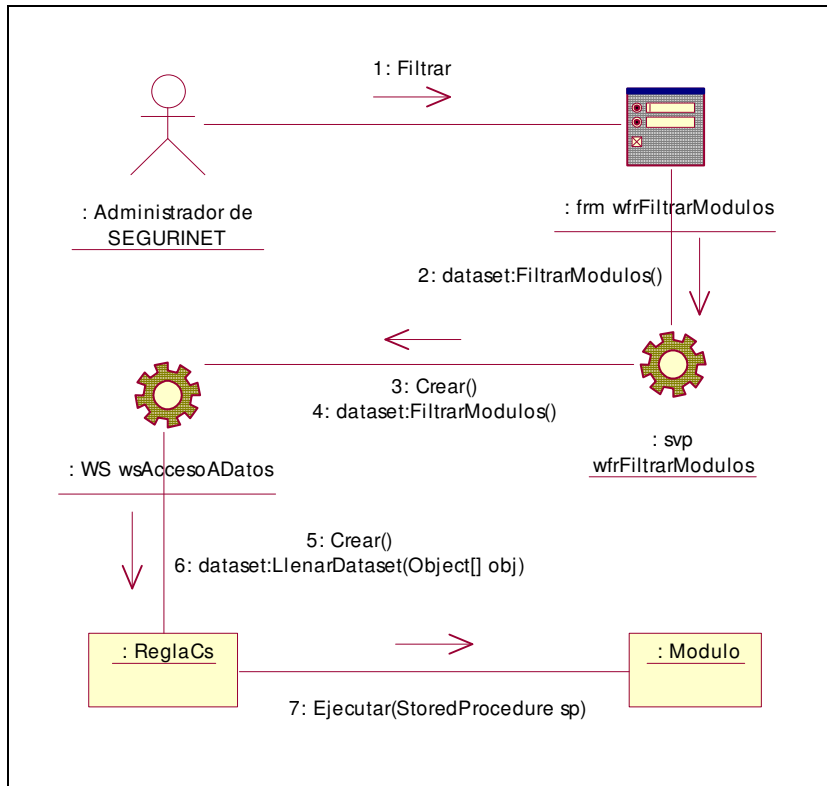 1: Filtrar
: Administrador de
SEGURINET
: frm wfrFiltrarModulos
2: dataset:FiltrarModulos()
3: Crear()
4: dataset:FiltrarModulos()
: svp
wfrFiltrarModulos
: WS wsAccesoADatos
5: Crear()
6: dataset:LlenarDataset(Object[] obj)
: ReglaCs
: Modulo
7: Ejecutar(StoredProcedure sp)